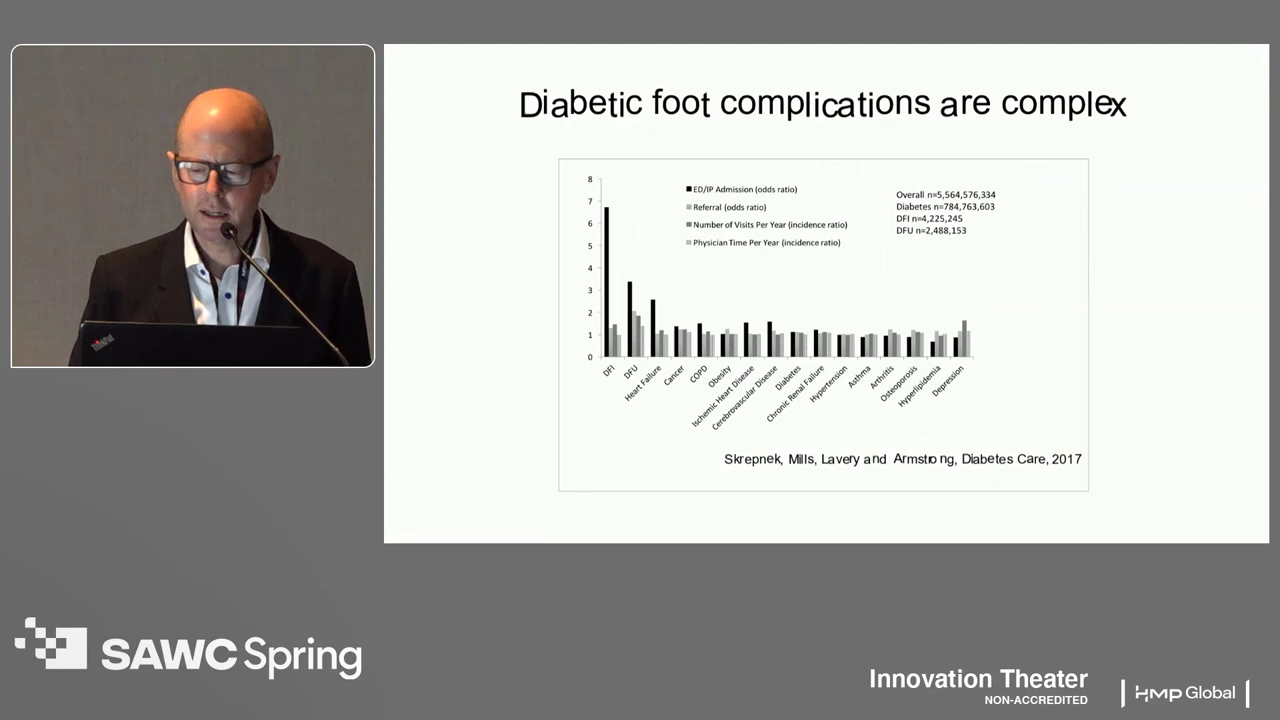 Diabetic foot complications are complex
8
7
6
5
4
3
2
1
0
ED/IP Admission (odds ratio)
Referral (odds ratio)
Number of Visits Per Year (incidence ratio)
Physician Time Per Year (incidence ratio)
Overall n=5,564,576,334
Diabetes n=784,763,603
DFI n=4,225,245
DFU n=2,488,153
DFI
DFU
Heart Failure
Cancer
COPD
Obesity
Ischemic Heart Disease
Cerebrovascular Disease
Diabetes
Chronic Renal Failure
Hypertension
Asthma
Arthritis
Osteoporosis
Hyperlipidemia
Depression
Skrepnek, Mills, Lavery and Armstrong, Diabetes Care, 2017
ThinkPad
SAWC Spring
Innovation Theater
NON-ACCREDITED
HMP Global